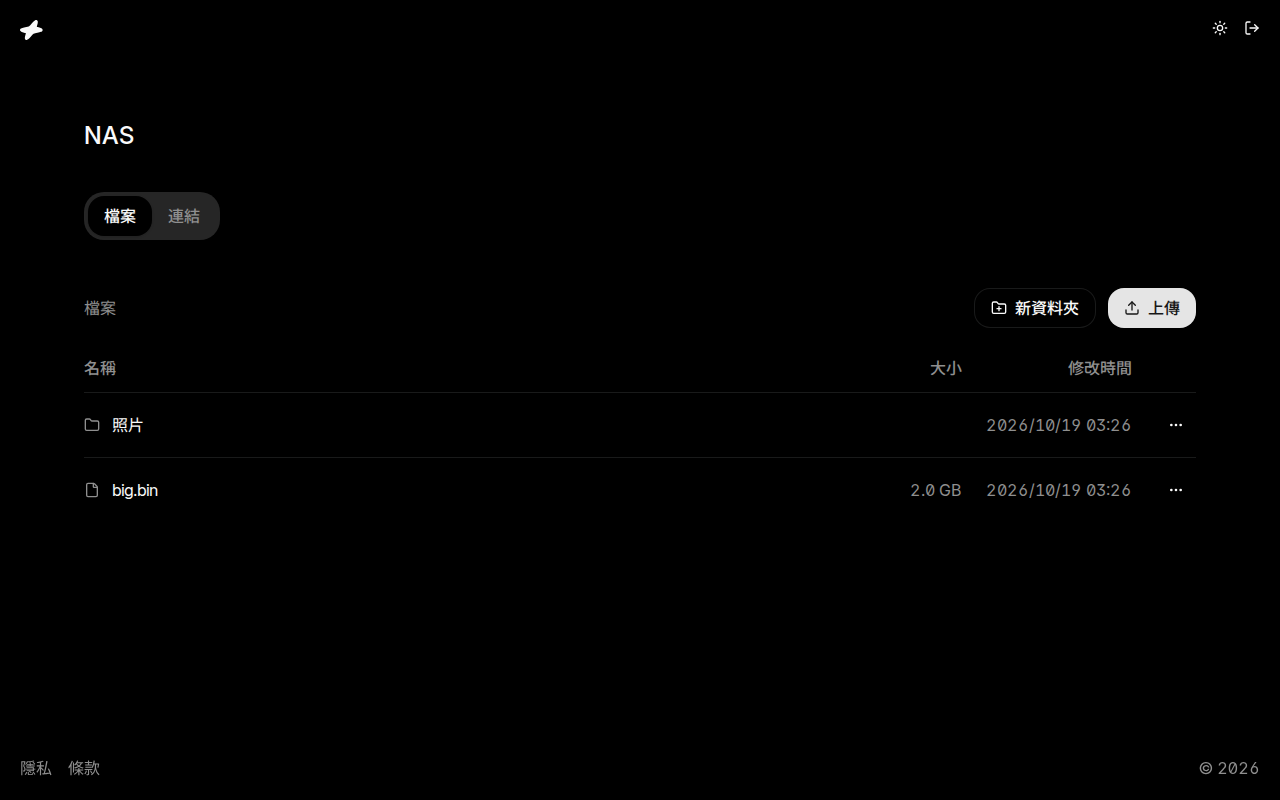 NAS
檔案 連結
檔案 新資料夾 上傳
名稱 大小 修改時間
照片 2026/10/19 03:26
big.bin 2.0 GB 2026/10/19 03:26
隱私 條款 © 2026